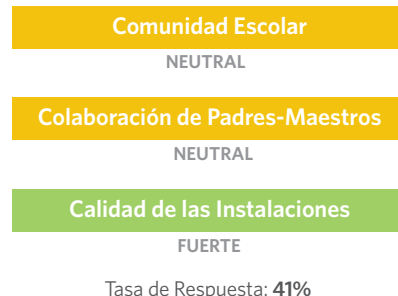 Comunidad Escolar
NEUTRAL
Colaboración de Padres-Maestros
NEUTRAL
Calidad de las Instalaciones
FUERTE
Tasa de Respuesta: 41%